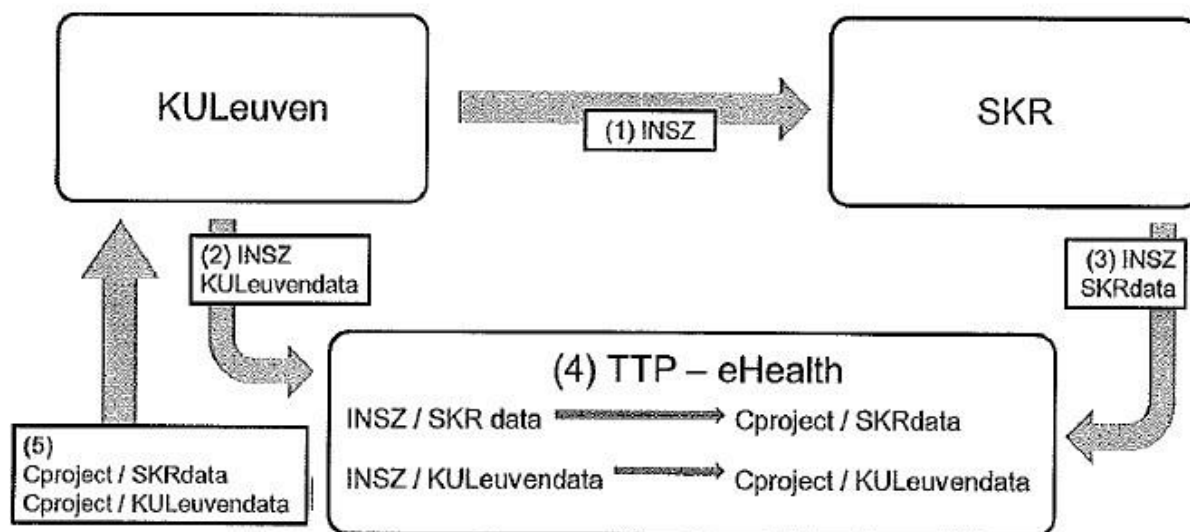 KULeuven
(1) INSZ
SKR
(2) INSZ
KULeuvendata
(3) INSZ
SKRdata
(4) TTP – eHealth
INSZ / SKR data
Cproject / SKRdata
INSZ / KULeuvendata
Cproject / KULeuvendata
(5)
Cproject / SKRdata
Cproject / KULeuvendata